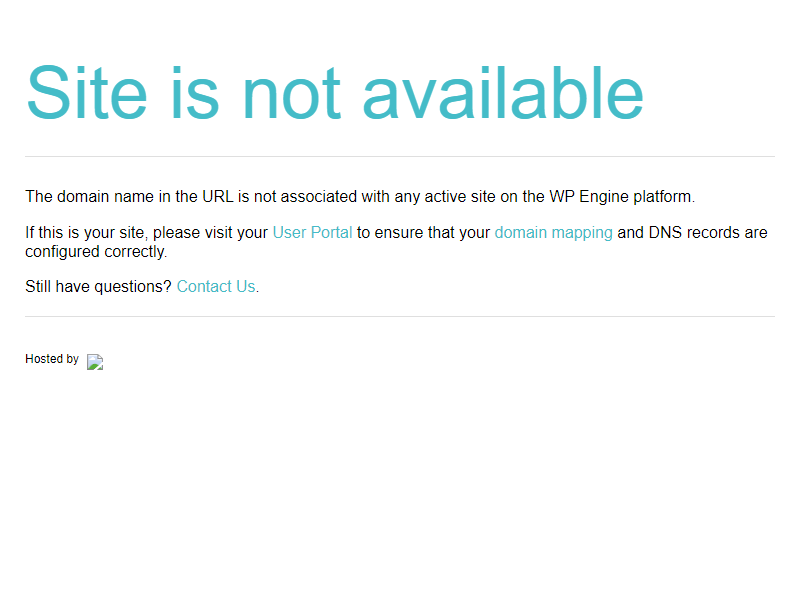 Site is not available
The domain name in the URL is not associated with any active site on the WP Engine platform.
If this is your site, please visit your User Portal to ensure that your domain mapping and DNS records are
configured correctly.
Still have questions? Contact Us.
Hosted by